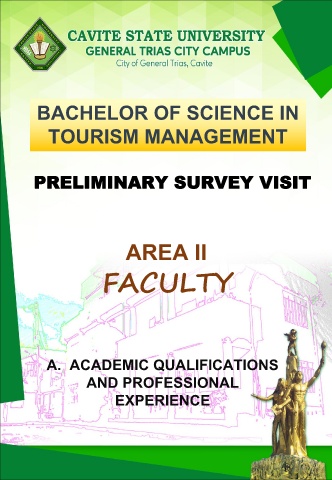 CAVITE STATE UNIVERSITY
GENERAL TRIAS CITY CAMPUS
City of General Trias, Cavite
BACHELOR OF SCIENCE IN
TOURISM MANAGEMENT
PRELIMINARY SURVEY VISIT
AREA II
FACULTY
A. ACADEMIC QUALIFICATIONS
AND PROFESSIONAL
EXPERIENCE